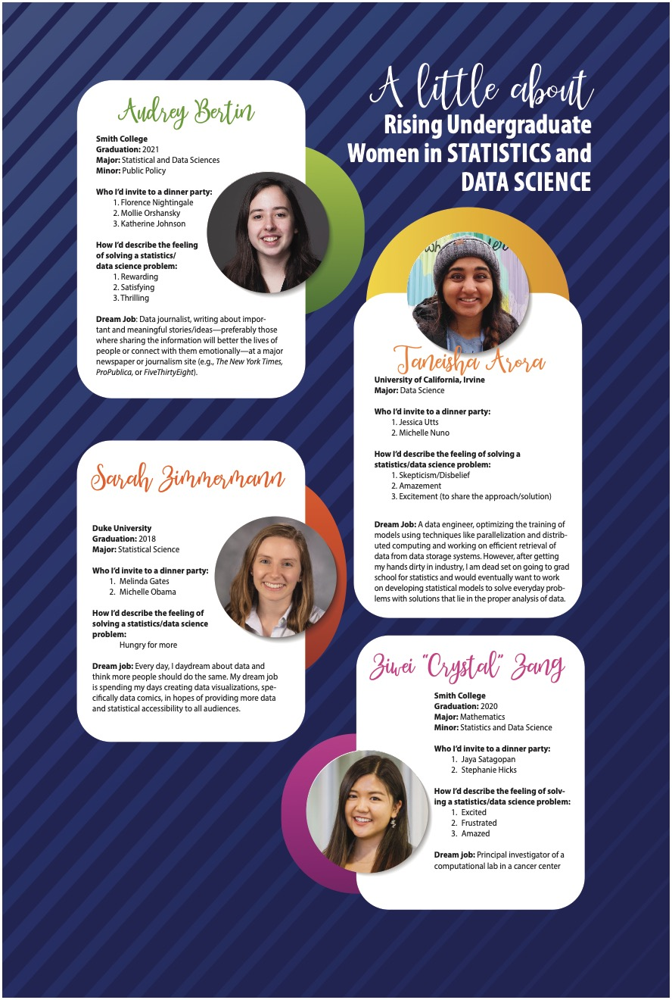 A little about
Rising Undergraduate
Women in STATISTICS and
DATA SCIENCE
Audrey Bertin
Smith College
Graduation: 2021
Major: Statistical and Data Sciences
Minor: Public Policy
Who I'd invite to a dinner party:
1. Florence Nightingale
2. Mollie Orshansky
3. Katherine Johnson
How I'd describe the feeling
of solving a statistics/
data science problem:
1. Rewarding
2. Satisfying
3. Thrilling
Dream Job: Data journalist, writing about impor-
tant and meaningful stories/ideas—preferably those
where sharing the information will better the lives of
people or connect with them emotionally—at a major
newspaper or journalism site (e.g., The New York Times,
ProPublica, or FiveThirtyEight).
Taneisha Arora
University of California, Irvine
Major: Data Science
Who I'd invite to a dinner party:
1. Jessica Utts
2. Michelle Nuno
How I'd describe the feeling of solving a
statistics/data science problem:
1. Skepticism/Disbelief
2. Amazement
3. Excitement (to share the approach/solution)
Dream Job: A data engineer, optimizing the training of
models using techniques like parallelization and distrib-
uted computing and working on efficient retrieval of
data from data storage systems. However, after getting
my hands dirty in industry, I am dead set on going to grad
school for statistics and would eventually want to work
on developing statistical models to solve everyday prob-
lems with solutions that lie in the proper analysis of data.
Sarah Zimmermann
Duke University
Graduation: 2018
Major: Statistical Science
Who I'd invite to a dinner party:
1. Melinda Gates
2. Michelle Obama
How I'd describe the feeling of
solving a statistics/data science
problem:
Hungry for more
Dream job: Every day, I daydream about data and
think more people should do the same. My dream job
is spending my days creating data visualizations, spe-
cifically data comics, in hopes of providing more data
and statistical accessibility to all audiences.
Ziwei "Crystal" Zang
Smith College
Graduation: 2020
Major: Mathematics
Minor: Statistics and Data Science
Who I'd invite to a dinner party:
1. Jaya Satagopan
2. Stephanie Hicks
How I'd describe the feeling of solv-
ing a statistics/data science problem:
1. Excited
2. Frustrated
3. Amazed
Dream job: Principal investigator of a
computational lab in a cancer center